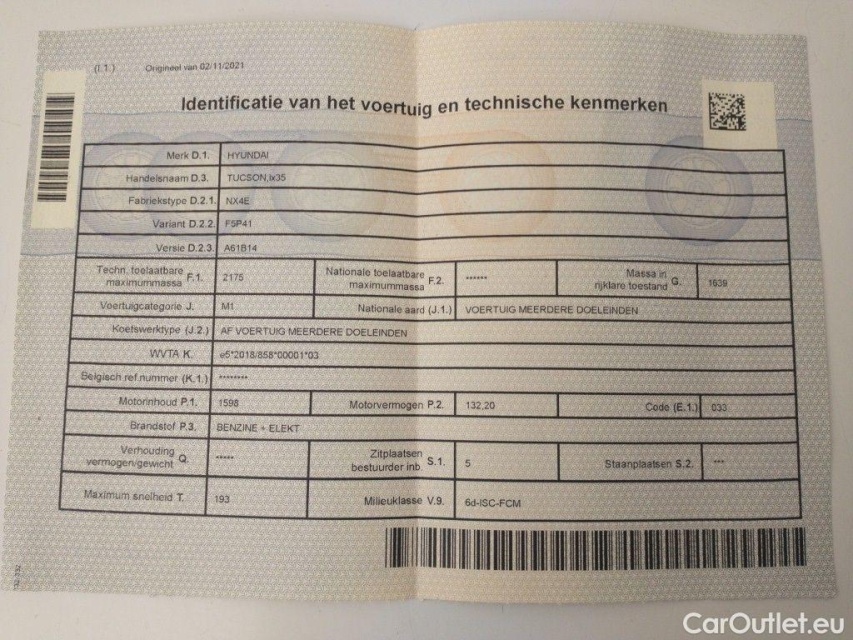 (I.1.) Origineel van 02/11/2021
Identificatie van het voertuig en technische kenmerken
Merk D.1. HYUNDAI
Handelsnaam D.3. TUCSON,ix35
Fabriekstype D.2.1. NX4E
Variant D.2.2. F5P41
Versie D.2.3. A61B14
Techn. toelaatbare maximummassa F.1. 2175 Nationale toelaatbare maximummassa F.2. ****** Massa in rijklare toestand G. 1639
Voertuigcategorie J. M1 Nationale aard (J.1.) VOERTUIG MEERDERE DOELEINDEN
Koetswerktype (J.2.) AF VOERTUIG MEERDERE DOELEINDEN
WVTA K. e5*2018/858*00001*03
Belgisch ref.nummer (K.1.) ********
Motorinhoud P.1. 1598 Motorvermogen P.2. 132,20 Code (E.1.) 033
Brandstof P.3. BENZINE + ELEKT
Verhouding vermogen/gewicht Q. ***** Zitplaatsen bestuurder inb. S.1. 5 Staanplaatsen S.2. ***
Maximum snelheid T. 193 Milieuklasse V.9. 6d-ISC-FCM
CarOutlet.eu